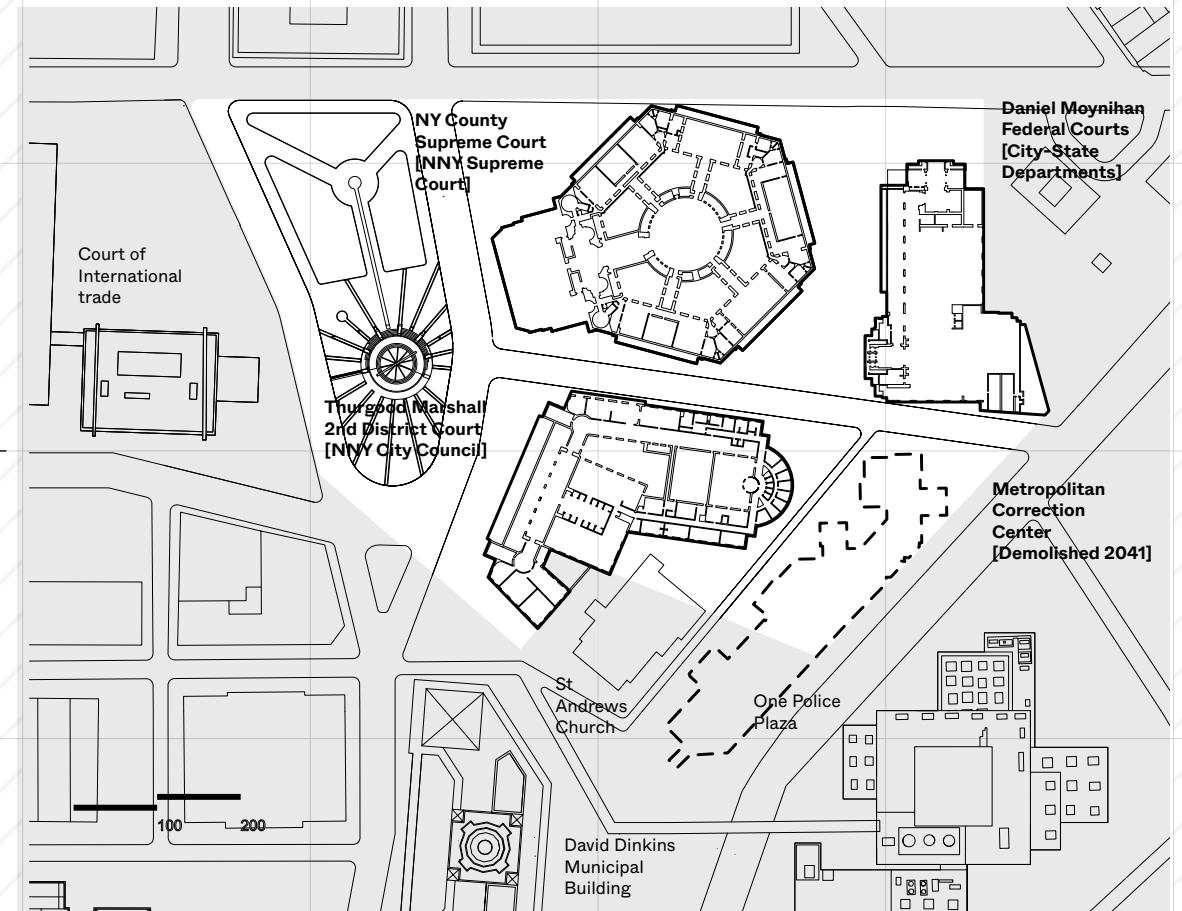 NY County
Supreme Court
[NNY Supreme
Court]
Daniel Moynihan
Federal Courts
[City-State
Departments]
Court of
International
trade
Thurgood Marshall
2nd District Court
[NNY City Council]
Metropolitan
Correction
Center
[Demolished 2041]
St
Andrews
Church
One Police
Plaza
100
200
David Dinkins
Municipal
Building